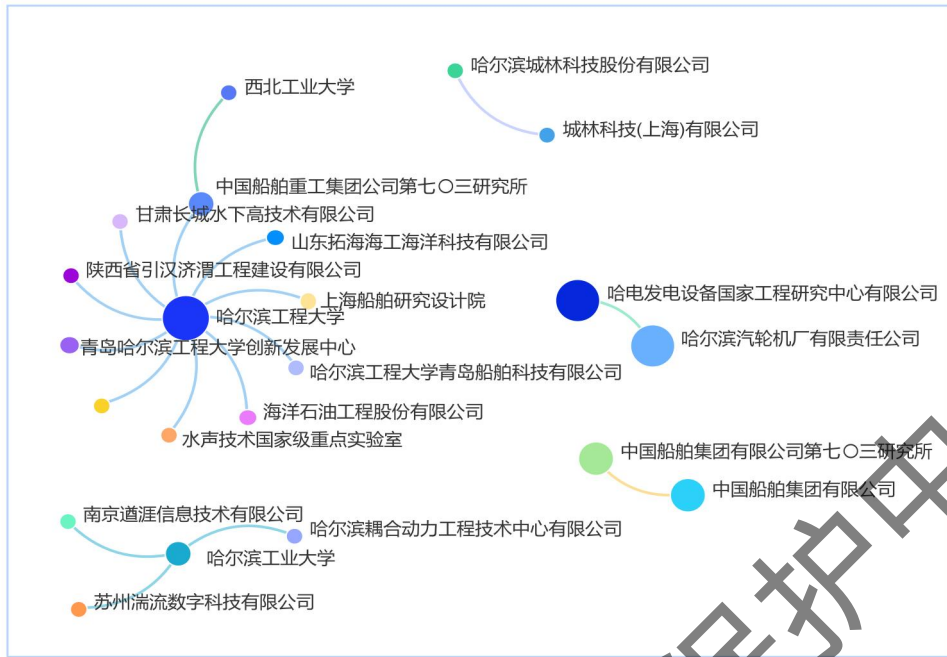 哈尔滨城林科技股份有限公司
西北工业大学
城林科技(上海)有限公司
中国船舶重工集团公司第七〇三研究所
甘肃长城水下高技术有限公司
山东拓海海工海洋科技有限公司
陕西省引汉济渭工程建设有限公司
哈电发电设备国家工程研究中心有限公司
上海船舶研究设计院
哈尔滨工程大学
哈尔滨汽轮机厂有限责任公司
青岛哈尔滨工程大学创新发展中心
哈尔滨工程大学青岛船舶科技有限公司
海洋石油工程股份有限公司
水声技术国家级重点实验室
中国船舶集团有限公司第七〇三研究所
中国船舶集团有限公司
南京遒涯信息技术有限公司
哈尔滨耦合动力工程技术中心有限公司
哈尔滨工业大学
苏州湍流数字科技有限公司
保护中